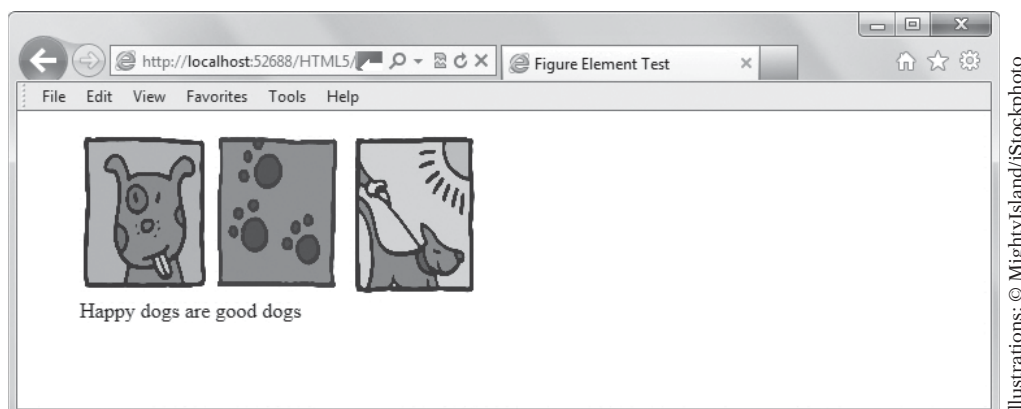 http://localhost:52688/HTML5/
Figure Element Test
File Edit View Favorites Tools Help
Happy dogs are good dogs
Illustrations: © MightyIsland/iStockphoto